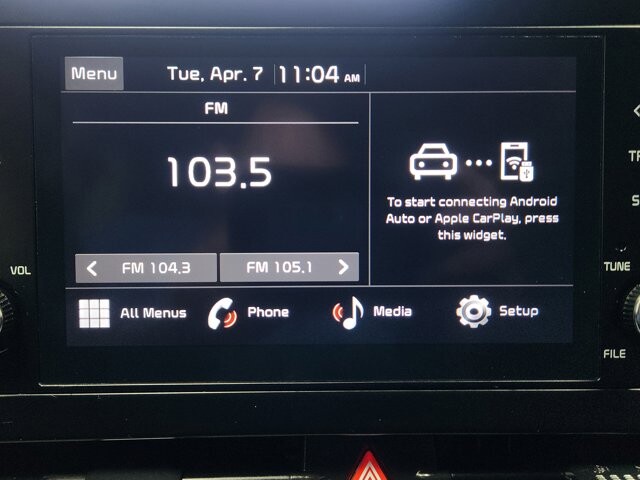 Menu
Tue, Apr. 7 11:04 AM
FM
103.5
To start connecting Android
Auto or Apple CarPlay, press
this widget.
FM 104.3
FM 105.1
All Menus
Phone
Media
Setup
VOL
TUNE
FILE